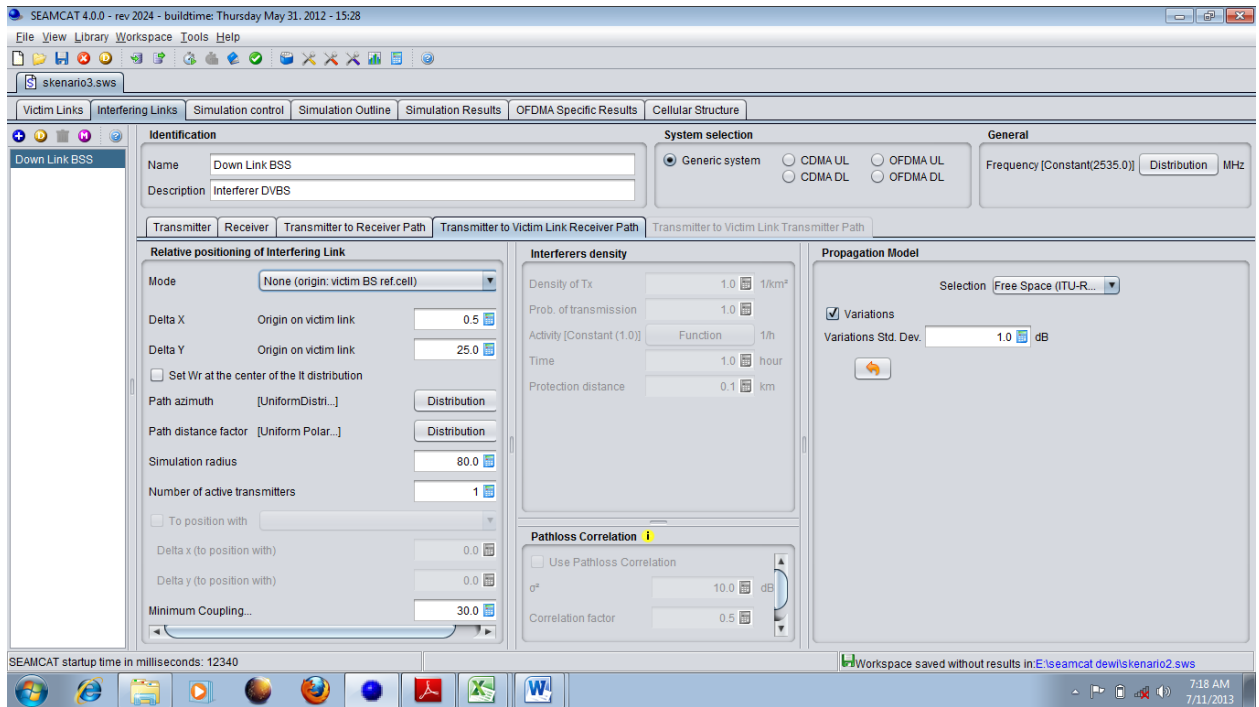 SEAMCAT 4.0.0 - rev 2024 - buildtime: Thursday May 31. 2012 - 15:28
File View Library Workspace Tools Help
skenario3.sws
Victim Links Interfering Links Simulation control Simulation Outline Simulation Results OFDMA Specific Results Cellular Structure
Down Link BSS
Identification
Name Down Link BSS
Description Interferer DVBS
System selection
Generic system CDMA UL OFDMA UL
CDMA DL OFDMA DL
General
Frequency [Constant(2535.0)] Distribution MHz
Transmitter Receiver Transmitter to Receiver Path Transmitter to Victim Link Receiver Path Transmitter to Victim Link Transmitter Path
Relative positioning of Interfering Link
Mode None (origin: victim BS ref.cell)
Delta X Origin on victim link 0.5
Delta Y Origin on victim link 25.0
Set Wr at the center of the It distribution
Path azimuth [UniformDistri...] Distribution
Path distance factor [Uniform Polar...] Distribution
Simulation radius 80.0
Number of active transmitters 1
To position with
Delta x (to position with) 0.0
Delta y (to position with) 0.0
Minimum Coupling... 30.0
Interferers density
Density of Tx 1.0 1/km²
Prob. of transmission 1.0
Activity [Constant (1.0)] Function 1/h
Time 1.0 hour
Protection distance 0.1 km
Pathloss Correlation i
Use Pathloss Correlation
σ² 10.0 dB
Correlation factor 0.5
Propagation Model
Selection Free Space (ITU-R...
Variations
Variations Std. Dev. 1.0 dB
SEAMCAT startup time in milliseconds: 12340
Workspace saved without results in:E:\seamcat dewi\skenario2.sws
7:18 AM
7/11/2013